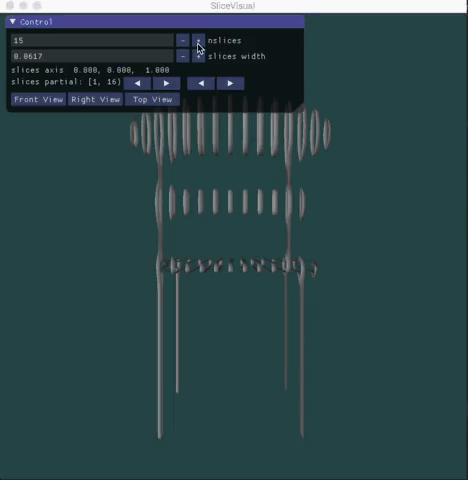 SliceVisual
▼ Control
15 - + nslices
0.0617 - + slices width
slices axis 0.000, 0.000, 1.000
slices partial: [1, 16] ◀ ▶ ◀ ▶
Front View Right View Top View